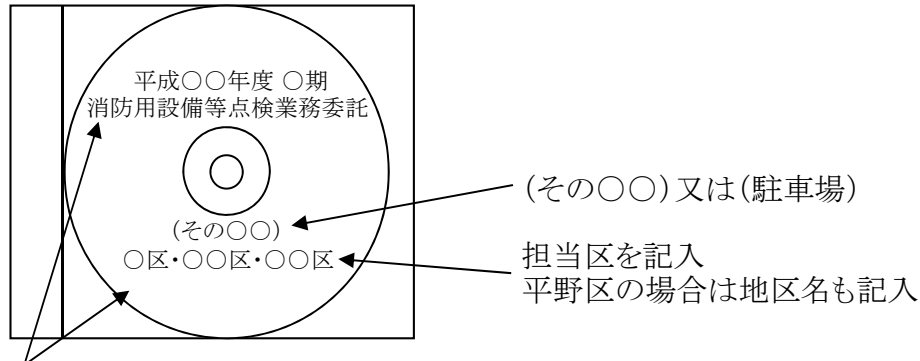 平成○○年度 ○期
消防用設備等点検業務委託
(その○○)
○区・○○区・○○区
(その○○)又は(駐車場)
担当区を記入
平野区の場合は地区名も記入